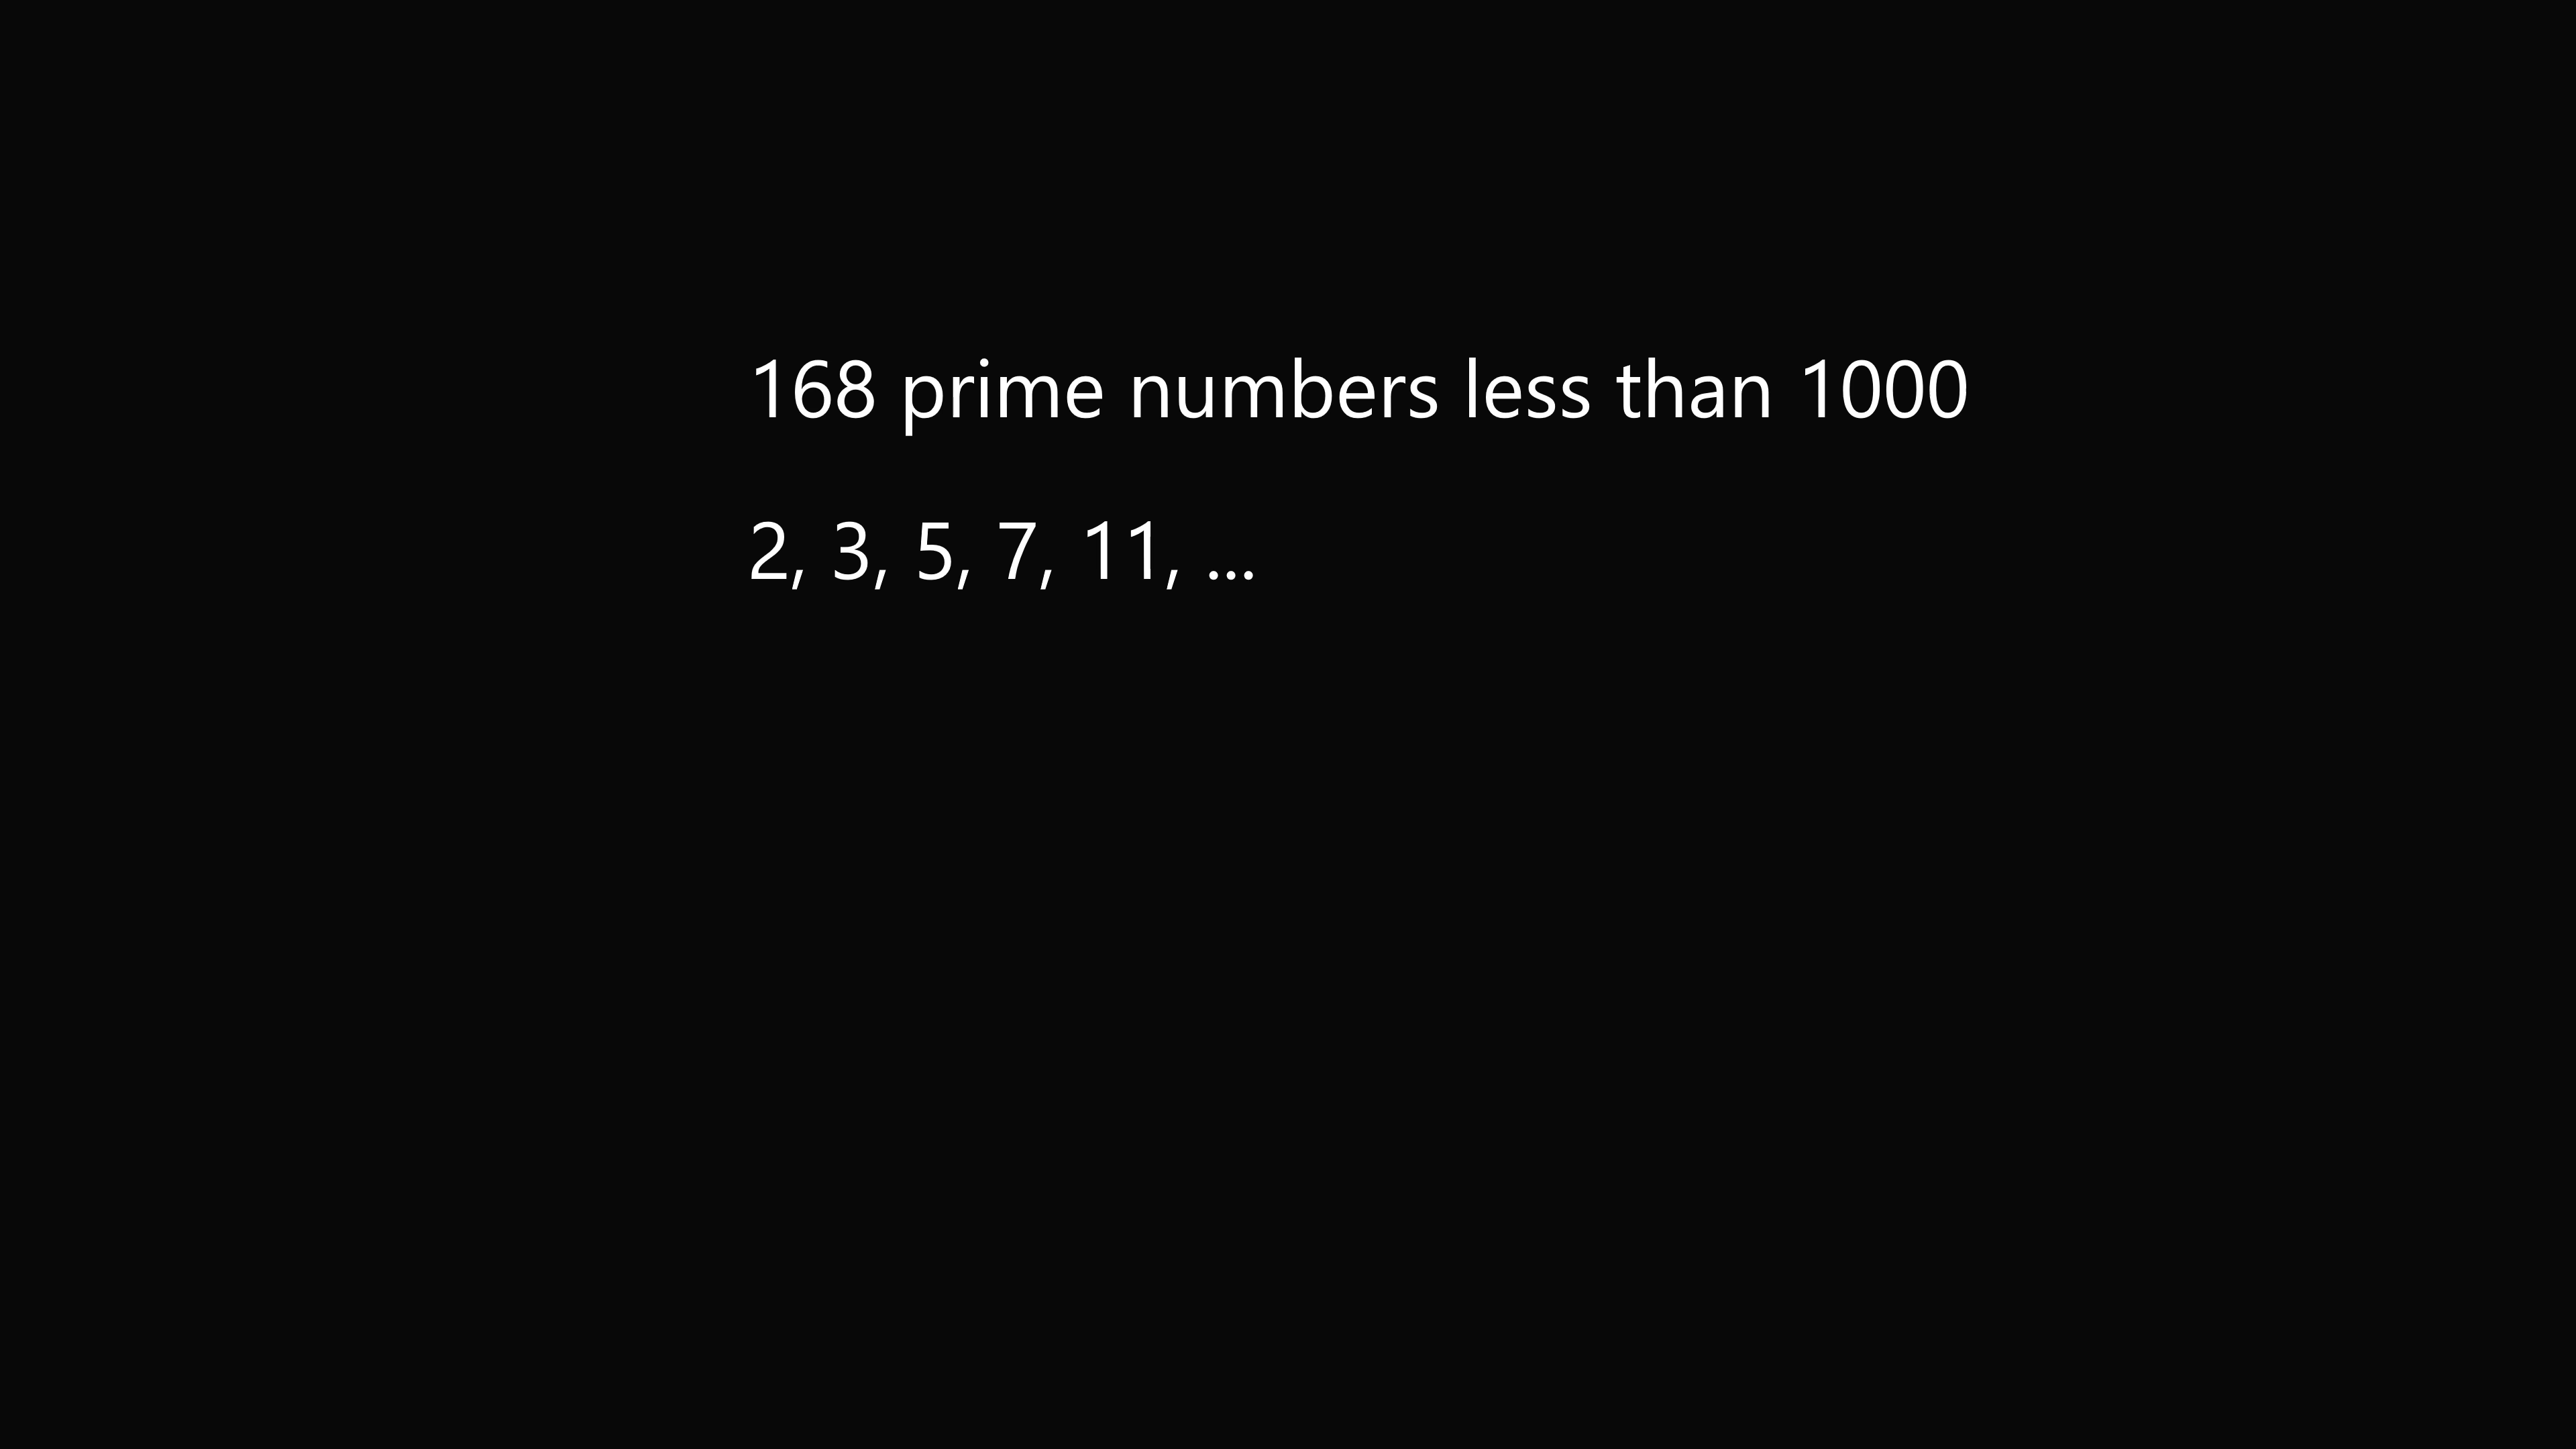 168 prime numbers less than 1000
2, 3, 5, 7, 11, ...